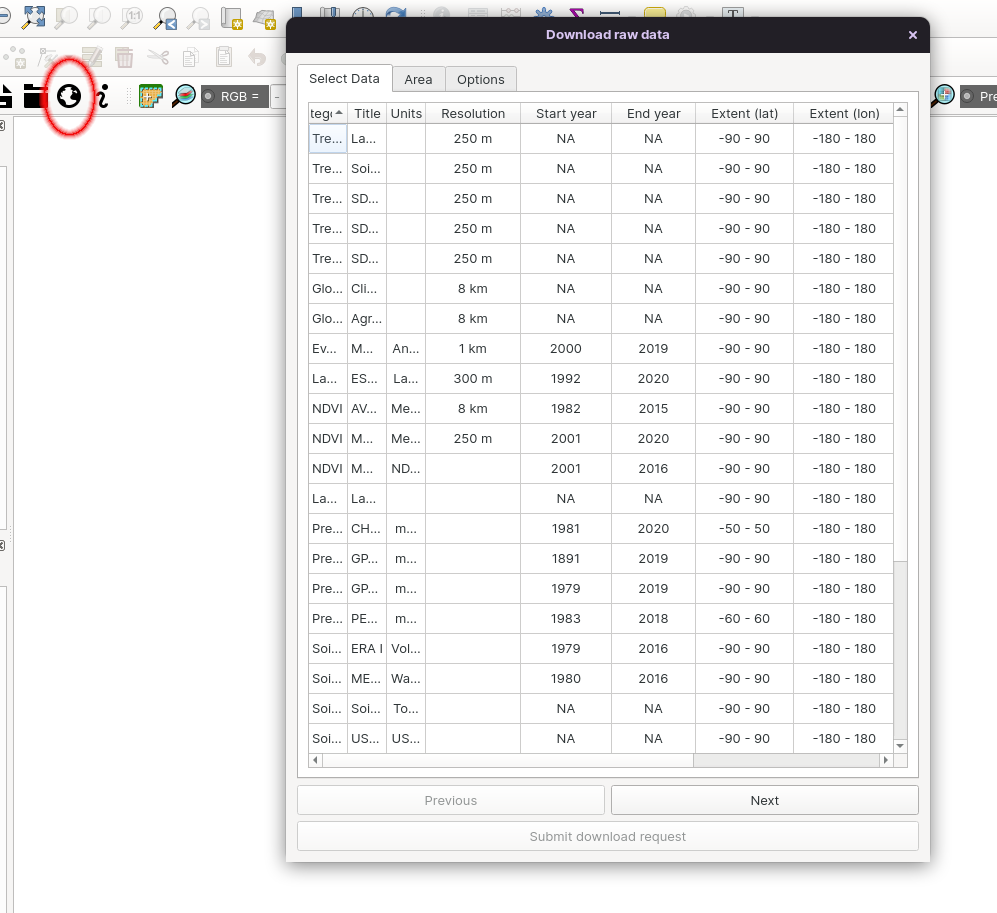 Download raw data
Select Data Area Options
RGB =
Pre
tego Title Units Resolution Start year End year Extent (lat) Extent (lon)
Tre... La... 250 m NA NA -90 - 90 -180 - 180
Tre... Soi... 250 m NA NA -90 - 90 -180 - 180
Tre... SD... 250 m NA NA -90 - 90 -180 - 180
Tre... SD... 250 m NA NA -90 - 90 -180 - 180
Tre... SD... 250 m NA NA -90 - 90 -180 - 180
Glo... Cli... 8 km NA NA -90 - 90 -180 - 180
Glo... Agr... 8 km NA NA -90 - 90 -180 - 180
Ev... M... An... 1 km 2000 2019 -90 - 90 -180 - 180
La... ES... La... 300 m 1992 2020 -90 - 90 -180 - 180
NDVI AV... Me... 8 km 1982 2015 -90 - 90 -180 - 180
NDVI M... Me... 250 m 2001 2020 -90 - 90 -180 - 180
NDVI M... ND... 2001 2016 -90 - 90 -180 - 180
La... La... NA NA -90 - 90 -180 - 180
Pre... CH... m... 1981 2020 -50 - 50 -180 - 180
Pre... GP... m... 1891 2019 -90 - 90 -180 - 180
Pre... GP... m... 1979 2019 -90 - 90 -180 - 180
Pre... PE... m... 1983 2018 -60 - 60 -180 - 180
Soi... ERA I Vol... 1979 2016 -90 - 90 -180 - 180
Soi... ME... Wa... 1980 2016 -90 - 90 -180 - 180
Soi... Soi... To... NA NA -90 - 90 -180 - 180
Soi... US... US... NA NA -90 - 90 -180 - 180
Previous Next
Submit download request